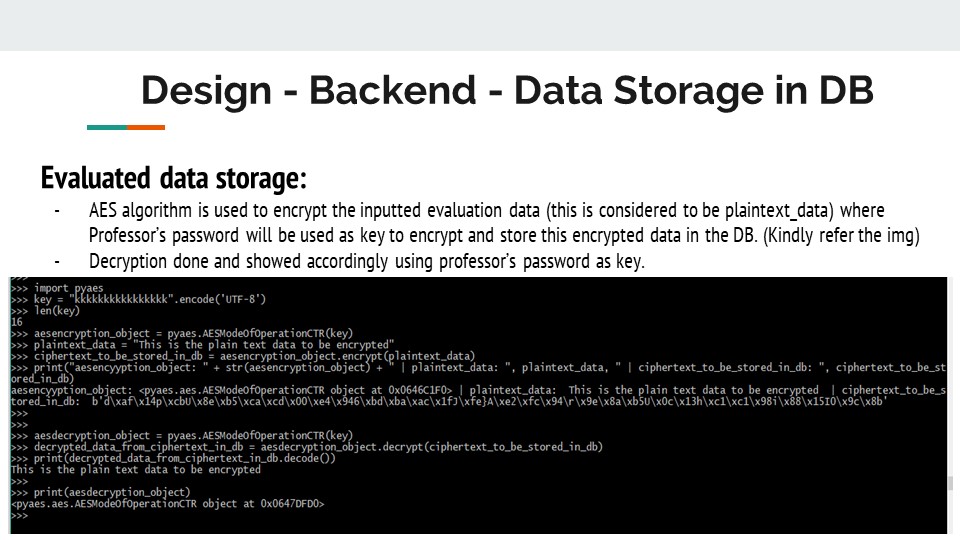 Design - Backend - Data Storage in DB
Evaluated data storage:
- AES algorithm is used to encrypt the inputted evaluation data (this is considered to be plaintext_data) where
Professor's password will be used as key to encrypt and store this encrypted data in the DB. (Kindly refer the img)
- Decryption done and showed accordingly using professor's password as key.
>>>
>>> import pyaes
>>> key = "kkkkkkkkkkkkkkkk".encode('UTF-8')
>>> len(key)
16
>>> aesencryption_object = pyaes.AESModeOfOperationCTR(key)
>>> plaintext_data = "This is the plain text data to be encrypted"
>>> ciphertext_to_be_stored_in_db = aesencryption_object.encrypt(plaintext_data)
>>> print("aesencyyption_object: " + str(aesencryption_object) + " | plaintext_data: ", plaintext_data, " | ciphertext_to_be_stored_in_db: ", ciphertext_to_be_st
ored_in_db)
aesencyyption_object: <pyaes.aes.AESModeOfOperationCTR object at 0x0646C1F0> | plaintext_data:  This is the plain text data to be encrypted  | ciphertext_to_be_s
tored_in_db:  b'd\xaf\x14p\xcbU\x8e\xb5\xca\xcd\x00\xe4\x946\xbd\xba\xac\x1fJ\xfe}A\xe2\xfc\x94\r\x9e\x8a\xb5U\x0c\x13h\xc1\xc1\x98i\x88\x15IO\x9c\x8b'
>>>
>>>
>>> aesdecryption_object = pyaes.AESModeOfOperationCTR(key)
>>> decrypted_data_from_ciphertext_in_db = aesdecryption_object.decrypt(ciphertext_to_be_stored_in_db)
>>> print(decrypted_data_from_ciphertext_in_db.decode())
This is the plain text data to be encrypted
>>>
>>> print(aesdecryption_object)
<pyaes.aes.AESModeOfOperationCTR object at 0x0647DFD0>
>>>